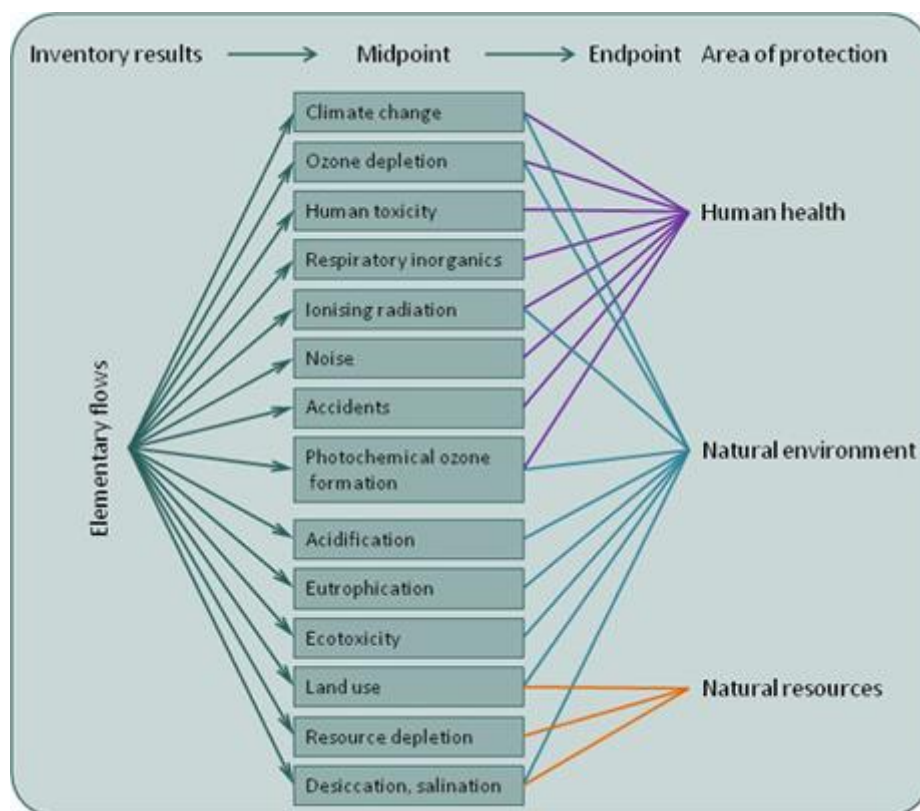 Inventory results Midpoint Endpoint Area of protection
Climate change
Ozone depletion
Human toxicity
Human health
Respiratory inorganics
Ionising radiation
Noise
Accidents
Elementary flows
Photochemical ozone
formation
Natural environment
Acidification
Eutrophication
Ecotoxicity
Land use
Natural resources
Resource depletion
Desiccation, salination